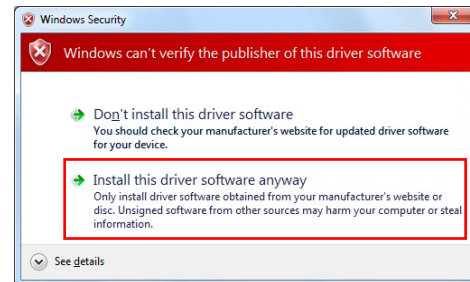 Windows Security
Windows can't verify the publisher of this driver software
Don't install this driver software
You should check your manufacturer's website for updated driver software
for your device.
Install this driver software anyway
Only install driver software obtained from your manufacturer's website or
disc. Unsigned software from other sources may harm your computer or steal
information.
See details